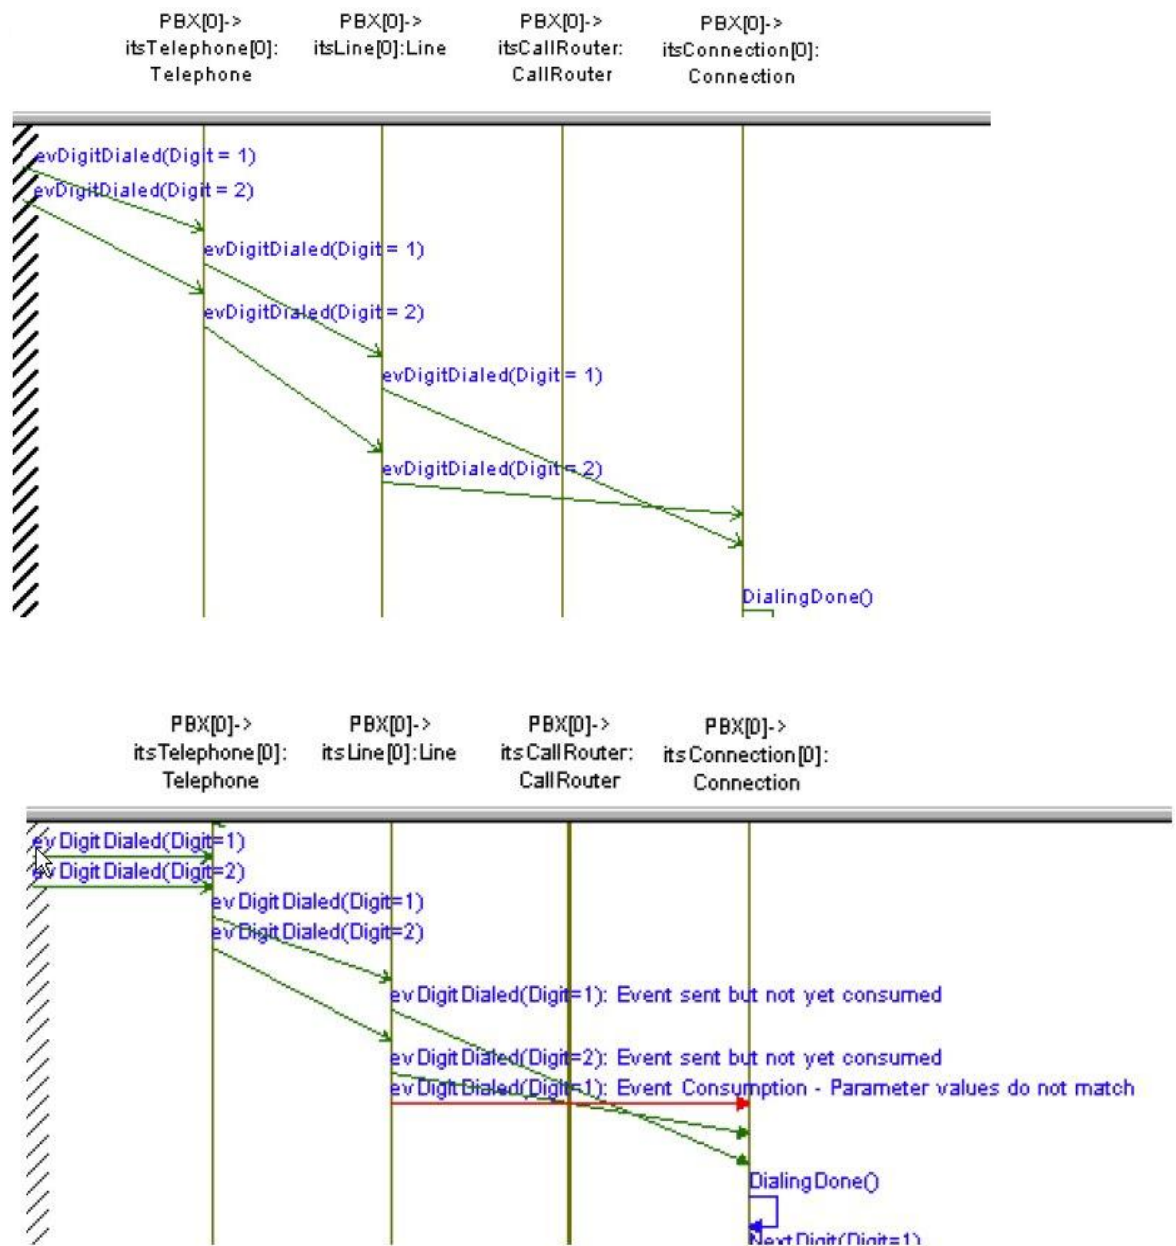 PBX[0]-> PBX[0]-> PBX[0]-> PBX[0]->
itsTelephone[0]: itsLine[0]:Line itsCallRouter: itsConnection[0]:
Telephone CallRouter Connection
evDigitDialed(Digit = 1)
evDigitDialed(Digit = 2)
evDigitDialed(Digit = 1)
evDigitDialed(Digit = 2)
evDigitDialed(Digit = 1)
evDigitDialed(Digit = 2)
DialingDone()
PBX[0]-> PBX[0]-> PBX[0]-> PBX[0]->
itsTelephone[0]: itsLine[0]:Line itsCallRouter: itsConnection[0]:
Telephone CallRouter Connection
evDigitDialed(Digit=1)
evDigitDialed(Digit=2)
evDigitDialed(Digit=1)
evDigitDialed(Digit=2)
evDigitDialed(Digit=1): Event sent but not yet consumed
evDigitDialed(Digit=2): Event sent but not yet consumed
evDigitDialed(Digit=1): Event Consumption - Parameter values do not match
DialingDone()
NextDigit(Digit=1)